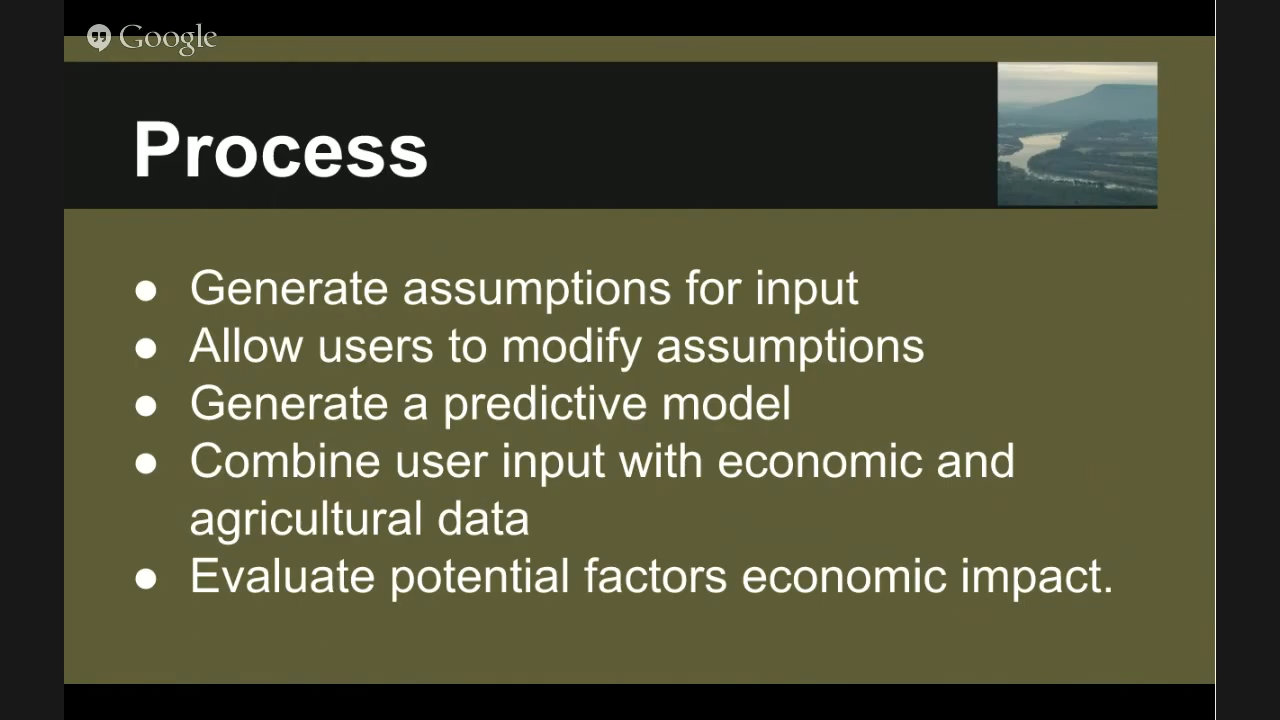 Google
Process
● Generate assumptions for input
● Allow users to modify assumptions
● Generate a predictive model
● Combine user input with economic and
agricultural data
● Evaluate potential factors economic impact.